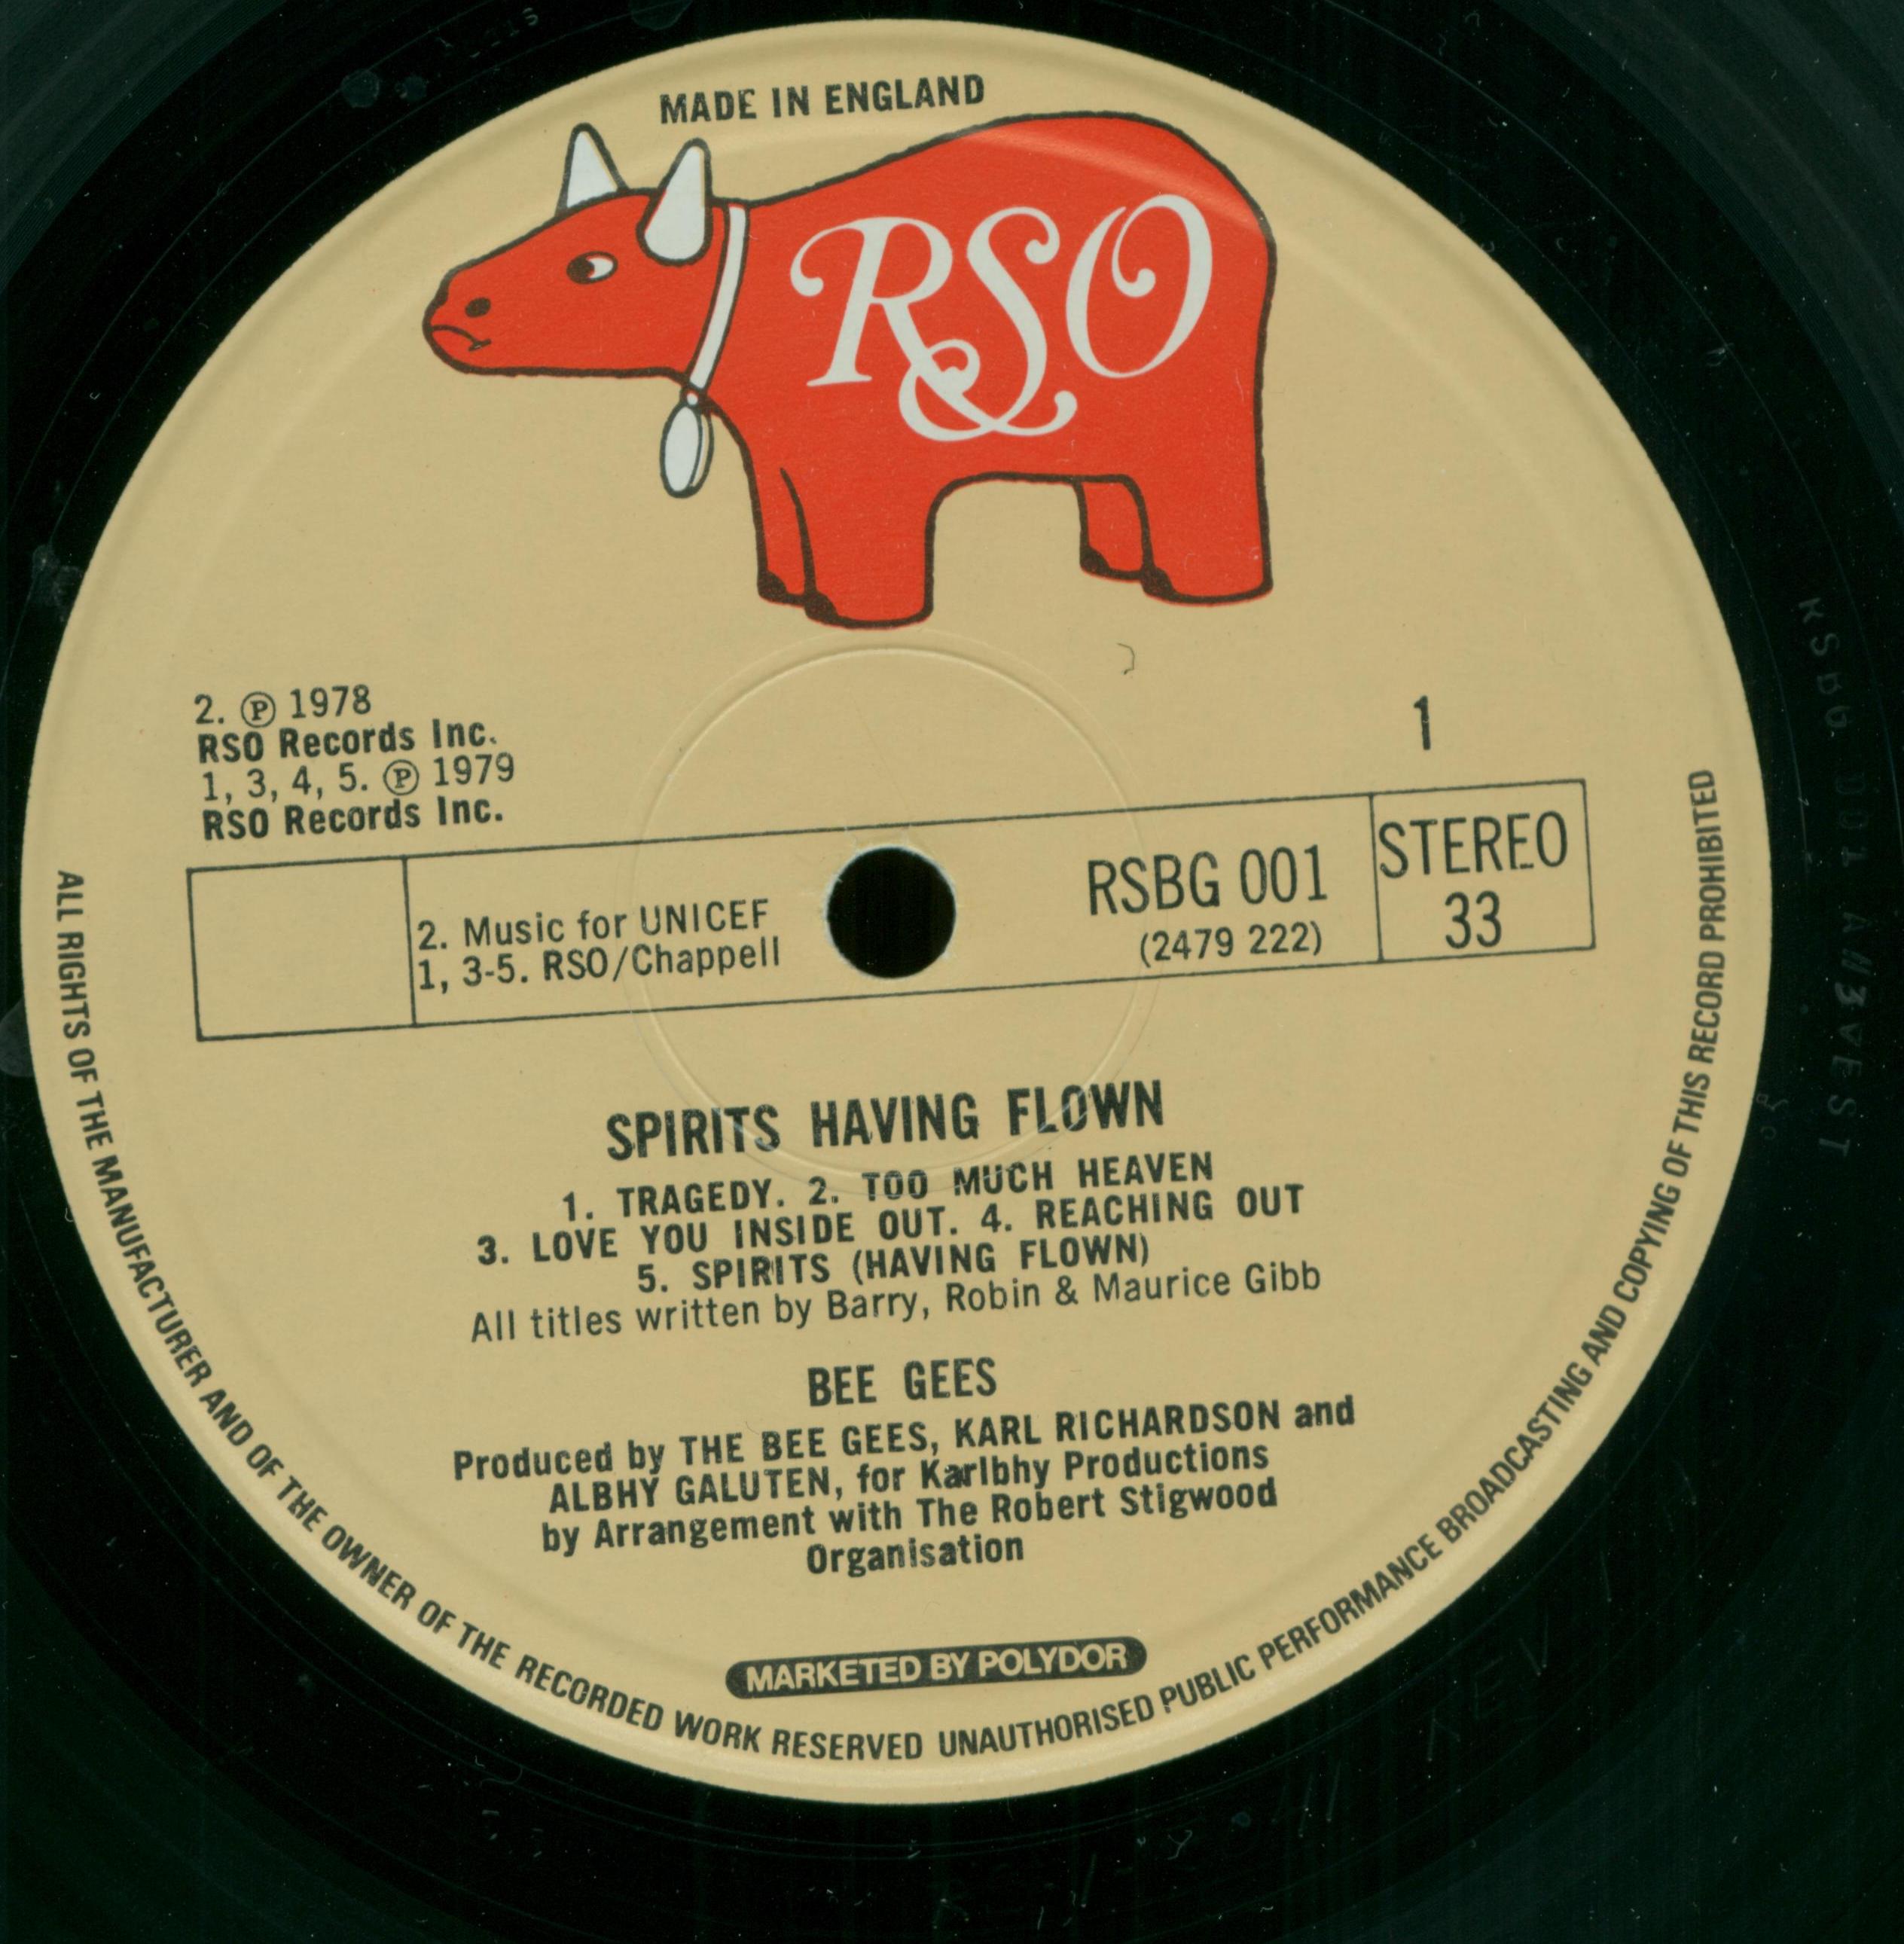 MADE IN ENGLAND
RSO
2. Ⓟ 1978
RSO Records Inc.
1, 3, 4, 5. Ⓟ 1979
RSO Records Inc.
1
2. Music for UNICEF
1, 3-5. RSO/Chappell
RSBG 001
(2479 222)
STEREO
33
SPIRITS HAVING FLOWN
1. TRAGEDY. 2. TOO MUCH HEAVEN
3. LOVE YOU INSIDE OUT. 4. REACHING OUT
5. SPIRITS (HAVING FLOWN)
All titles written by Barry, Robin & Maurice Gibb
BEE GEES
Produced by THE BEE GEES, KARL RICHARDSON and
ALBHY GALUTEN, for Karlbhy Productions
by Arrangement with The Robert Stigwood
Organisation
MARKETED BY POLYDOR
ALL RIGHTS OF THE MANUFACTURER AND OF THE OWNER OF THE RECORDED WORK RESERVED UNAUTHORISED PUBLIC PERFORMANCE BROADCASTING AND COPYING OF THIS RECORD PROHIBITED